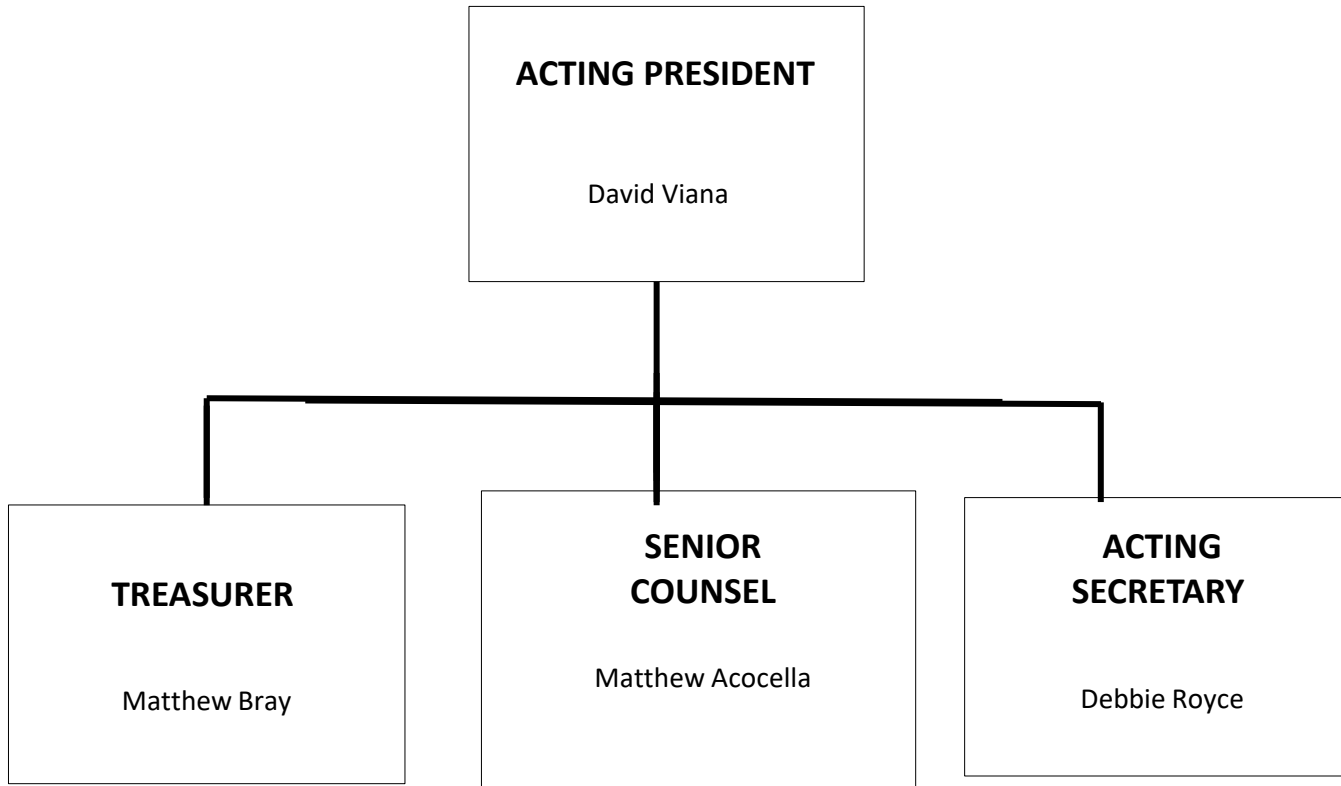 ACTING PRESIDENT
David Viana
TREASURER
Matthew Bray
SENIOR
COUNSEL
Matthew Acocella
ACTING
SECRETARY
Debbie Royce